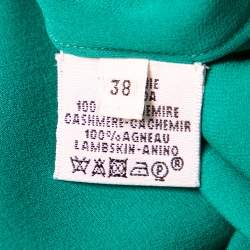 38
100
CASHMERE-CACHEMIR
100%AGNEAU
LAMBSKIN-ANINO
P
®